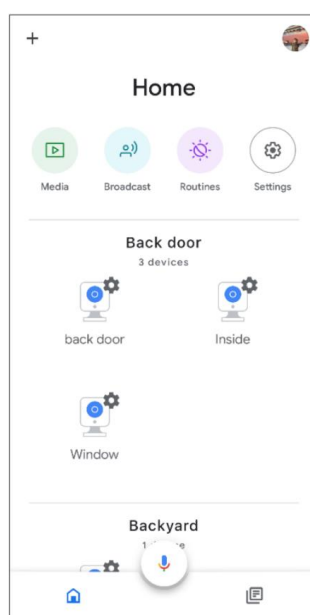 Home
Media Broadcast Routines Settings
Back door
3 devices
back door Inside
Window
Backyard